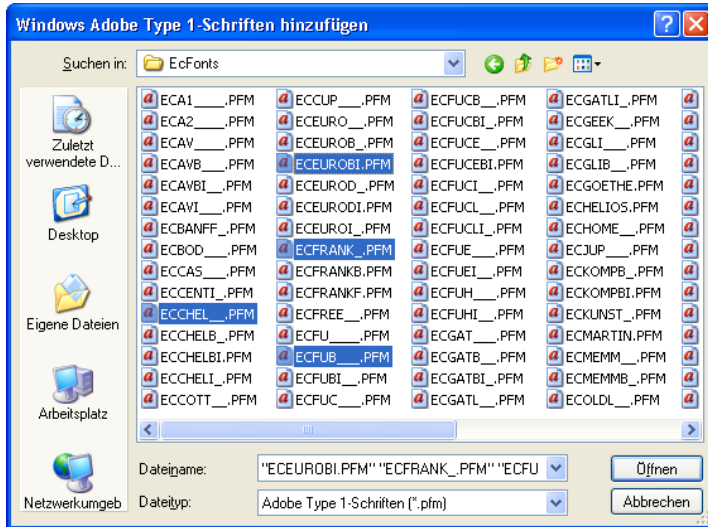 Windows Adobe Type 1-Schriften hinzufügen
Suchen in: EcFonts
Zuletzt
verwendete D...
Desktop
Eigene Dateien
Arbeitsplatz
Netzwerkumgeb
ECA1____.PFM ECCUP___.PFM ECFUCB__.PFM ECGATLI_.PFM
ECA2____.PFM ECEURO__.PFM ECFUCBI_.PFM ECGEEK__.PFM
ECAV____.PFM ECEUROB_.PFM ECFUCE__.PFM ECGLI___.PFM
ECAVB___.PFM ECEUROBI.PFM ECFUCEBI.PFM ECGLIB__.PFM
ECAVBI__.PFM ECEUROD_.PFM ECFUCI__.PFM ECGOETHE.PFM
ECAVI___.PFM ECEURODI.PFM ECFUCL__.PFM ECHELIOS.PFM
ECBANFF_.PFM ECEUROI_.PFM ECFUCLI_.PFM ECHOME__.PFM
ECBOD___.PFM ECFRANK_.PFM ECFUE___.PFM ECJUP___.PFM
ECCAS___.PFM ECFRANKB.PFM ECFUEI__.PFM ECKOMPB_.PFM
ECCENTI_.PFM ECFRANKF.PFM ECFUH___.PFM ECKOMPBI.PFM
ECCHEL__.PFM ECFREE__.PFM ECFUHI__.PFM ECKUNST_.PFM
ECCHELB_.PFM ECFU____.PFM ECGAT___.PFM ECMARTIN.PFM
ECCHELBI.PFM ECFUB___.PFM ECGATB__.PFM ECMEMM__.PFM
ECCHELI_.PFM ECFUBI__.PFM ECGATBI_.PFM ECMEMMB_.PFM
ECCOTT__.PFM ECFUC___.PFM ECGATL__.PFM ECOLDL__.PFM
Dateiname: "ECEUROBI.PFM" "ECFRANK_.PFM" "ECFU Öffnen
Dateityp: Adobe Type 1-Schriften (*.pfm) Abbrechen